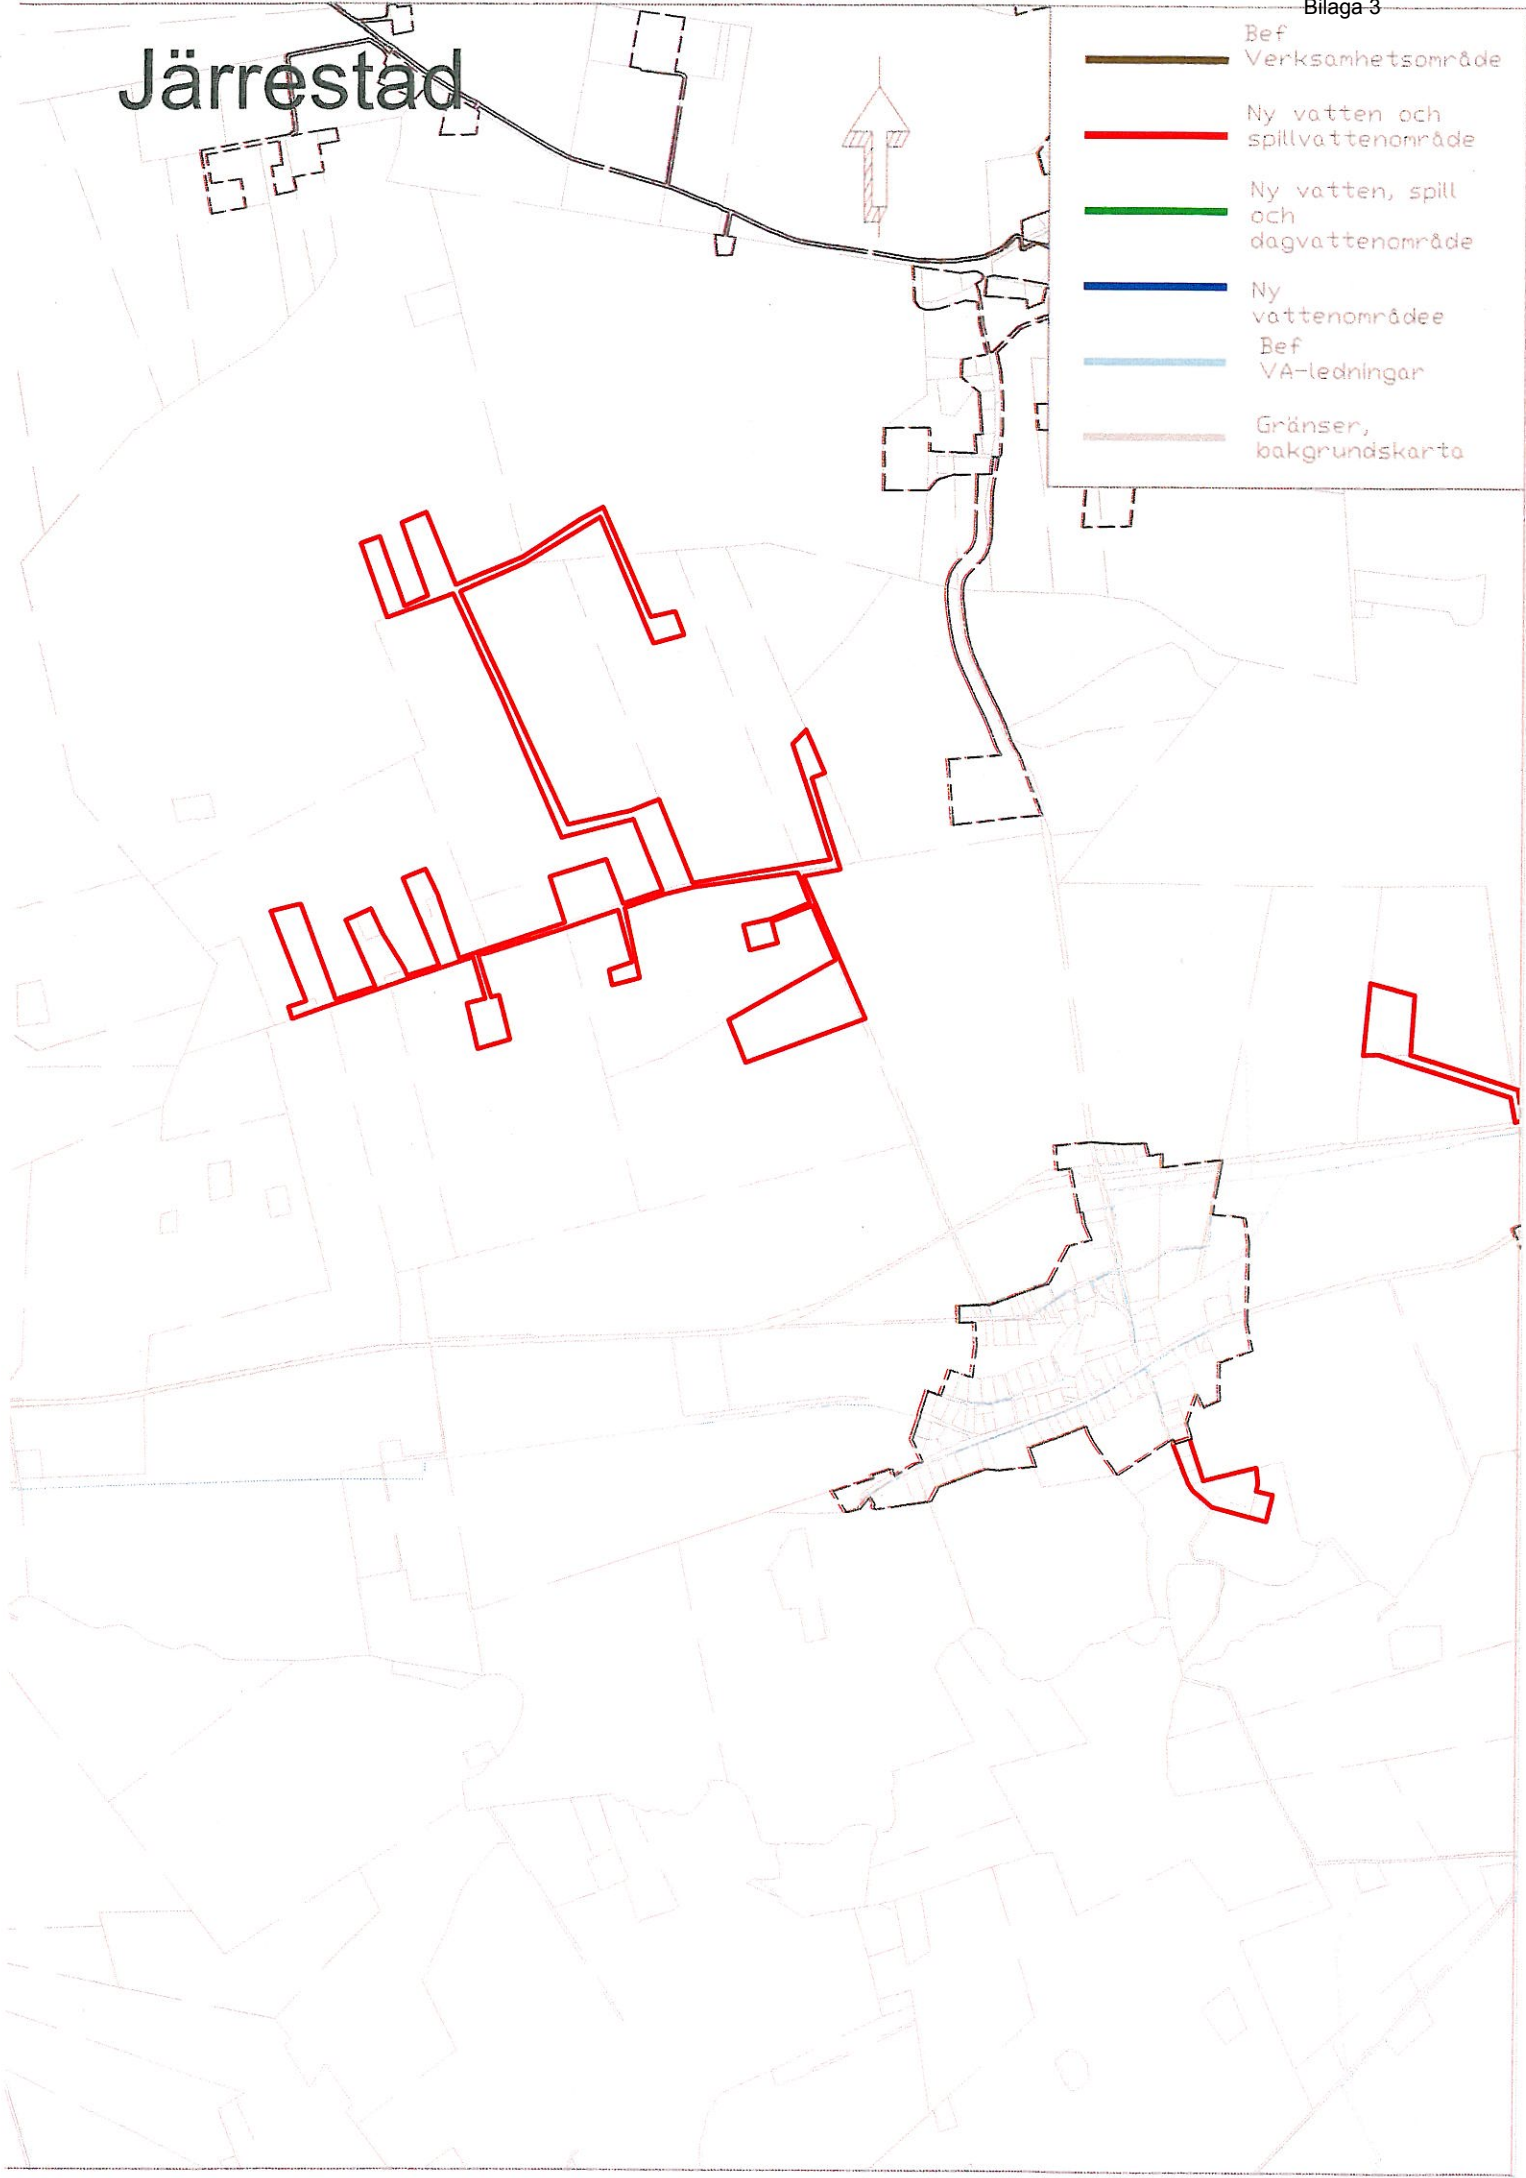 Bilaga 3
Järrestad
Bef
Verksamhetsområde
Ny vatten och
spillvattenområde
Ny vatten, spill
och
dagvattenområde
Ny
vattenområdee
Bef
VA-ledningar
Gränser,
bakgrundskarta